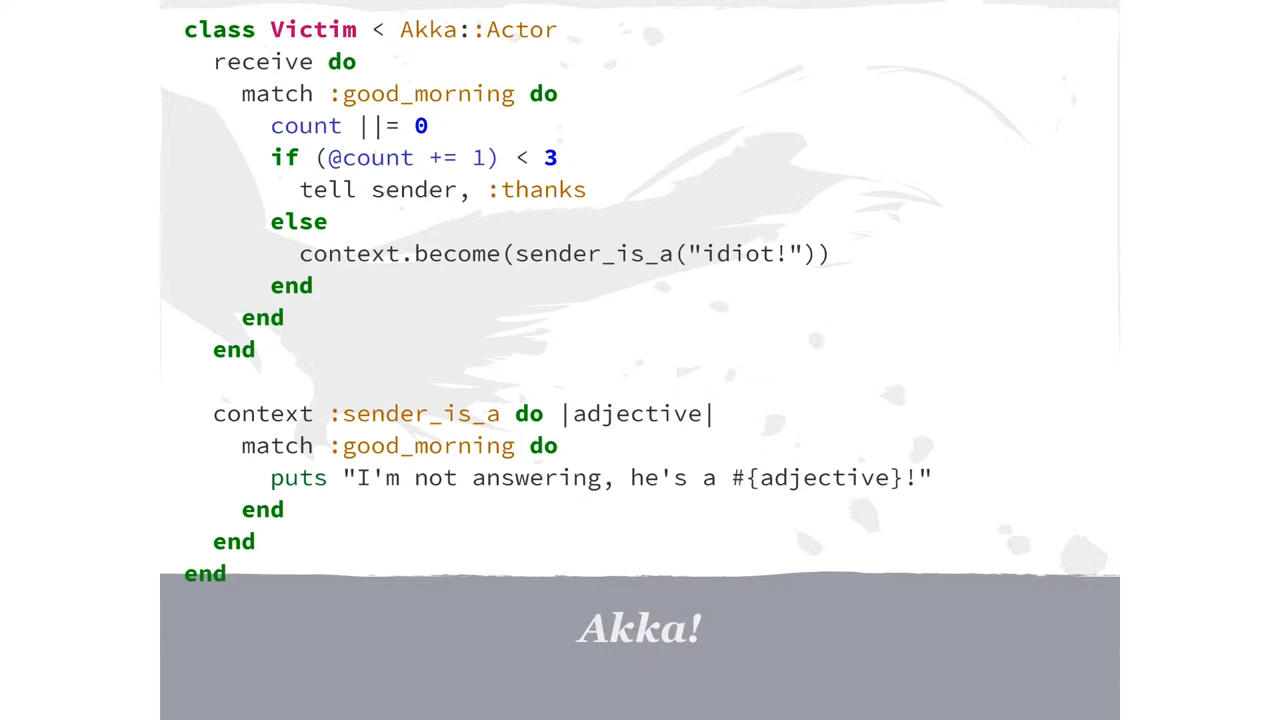 class Victim < Akka::Actor
  receive do
    match :good_morning do
      count ||= 0
      if (@count += 1) < 3
        tell sender, :thanks
      else
        context.become(sender_is_a("idiot!"))
      end
    end
  end

  context :sender_is_a do |adjective|
    match :good_morning do
      puts "I'm not answering, he's a #{adjective}!"
    end
  end
end
Akka!